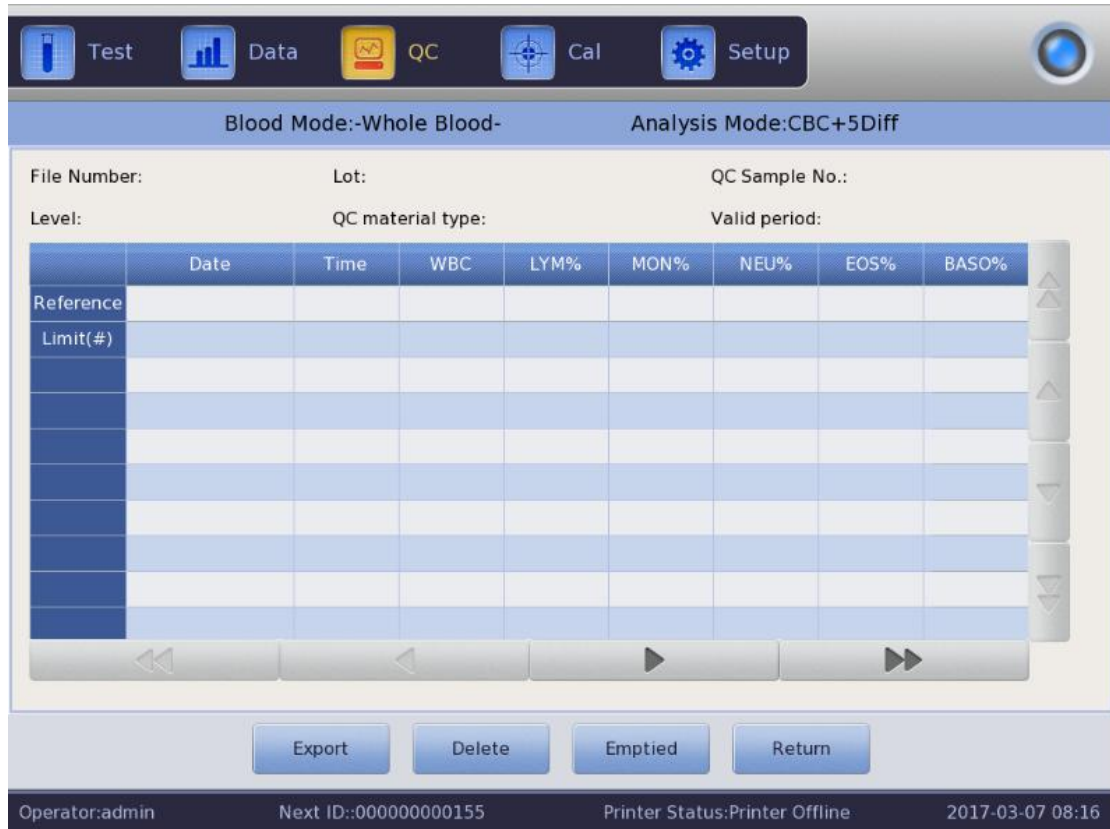 Test Data QC Cal Setup
Blood Mode:-Whole Blood- Analysis Mode:CBC+5Diff
File Number: Lot: QC Sample No.:
Level: QC material type: Valid period:
Date Time WBC LYM% MON% NEU% EOS% BASO%
Reference
Limit(#)
Export Delete Emptied Return
Operator:admin Next ID::000000000155 Printer Status:Printer Offline 2017-03-07 08:16